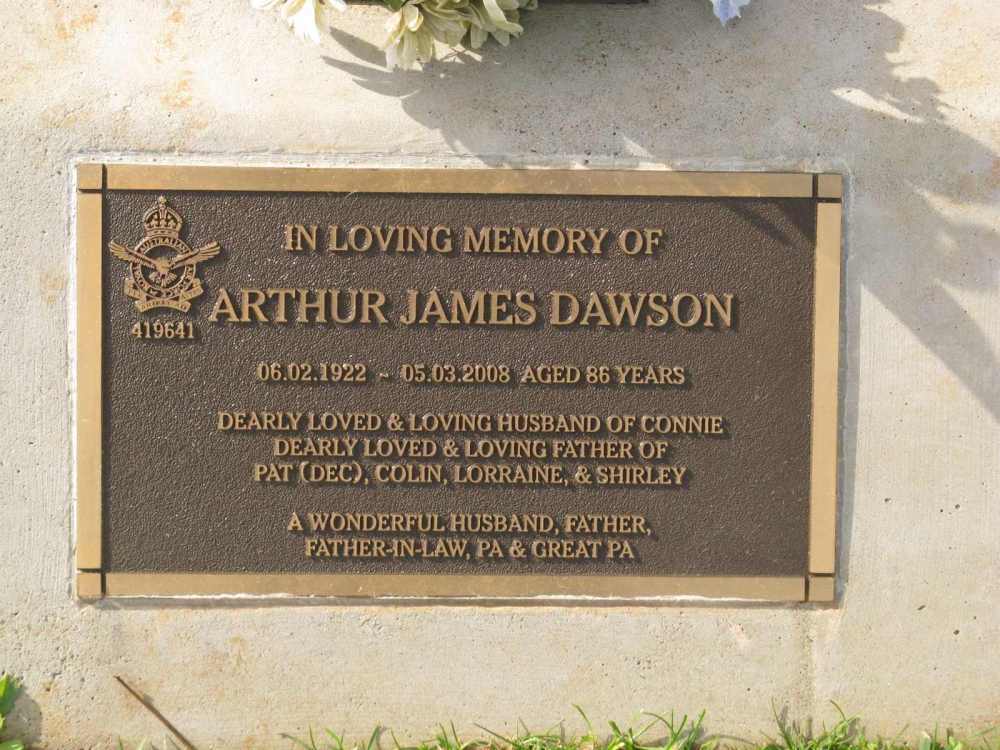 AUSTRALIAN
419641
IN LOVING MEMORY OF
ARTHUR JAMES DAWSON
06.02.1922 ~ 05.03.2008 AGED 86 YEARS
DEARLY LOVED & LOVING HUSBAND OF CONNIE
DEARLY LOVED & LOVING FATHER OF
PAT (DEC), COLIN, LORRAINE, & SHIRLEY
A WONDERFUL HUSBAND, FATHER,
FATHER-IN-LAW, PA & GREAT PA